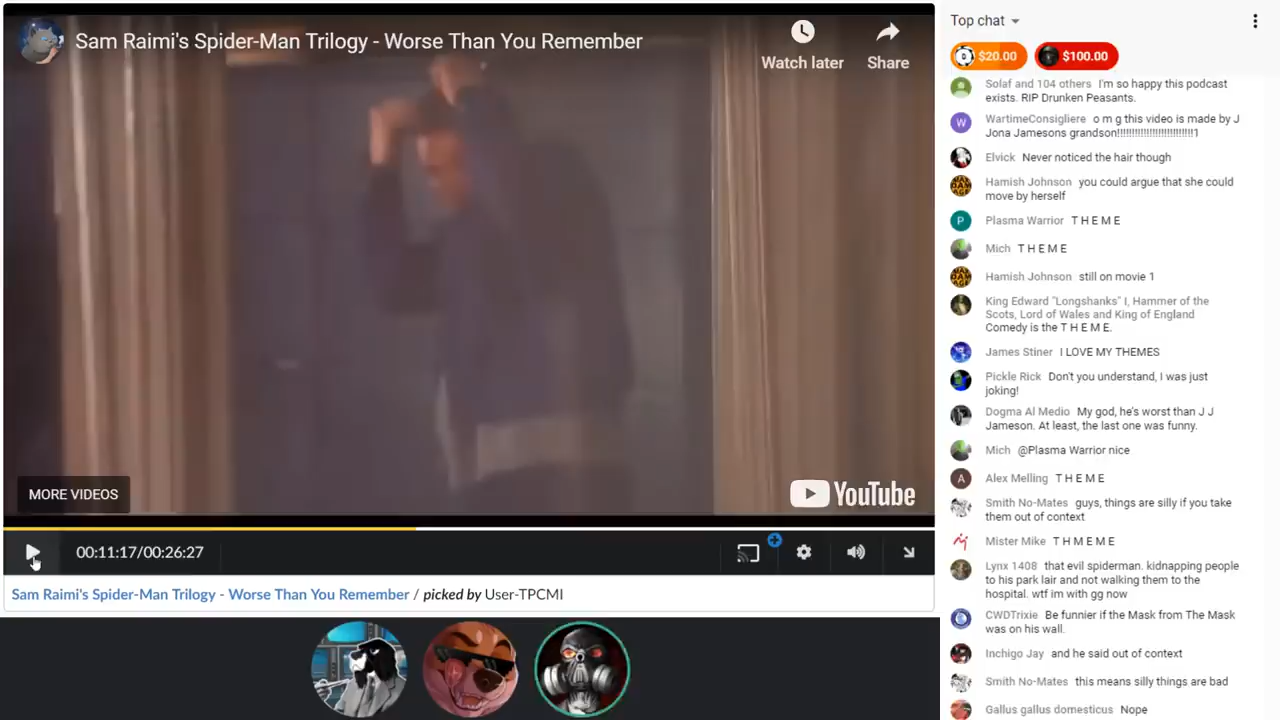 Sam Raimi's Spider-Man Trilogy - Worse Than You Remember
Watch later
Share
MORE VIDEOS
YouTube
00:11:17/00:26:27
Sam Raimi's Spider-Man Trilogy - Worse Than You Remember / picked by User-TPCMI
Top chat
$20.00
$100.00
Solaf and 104 others I'm so happy this podcast
exists. RIP Drunken Peasants.
W
WartimeConsigliere o m g this video is made by J
Jona Jamesons grandson!!!!!!!!!!!!!!!!!!!!!!!!!!1
Elvick Never noticed the hair though
Hamish Johnson you could argue that she could
move by herself
P
Plasma Warrior T H E M E
Mich T H E M E
Hamish Johnson still on movie 1
King Edward "Longshanks" I, Hammer of the
Scots, Lord of Wales and King of England
Comedy is the T H E M E.
James Stiner I LOVE MY THEMES
Pickle Rick Don't you understand, I was just
joking!
Dogma Al Medio My god, he's worst than J J
Jameson. At least, the last one was funny.
Mich @Plasma Warrior nice
A
Alex Melling T H E M E
Smith No-Mates guys, things are silly if you take
them out of context
Mister Mike T H M E M E
Lynx 1408 that evil spiderman. kidnapping people
to his park lair and not walking them to the
hospital. wtf im with gg now
CWDTrixie Be funnier if the Mask from The Mask
was on his wall.
Inchigo Jay and he said out of context
Smith No-Mates this means silly things are bad
Gallus gallus domesticus Nope